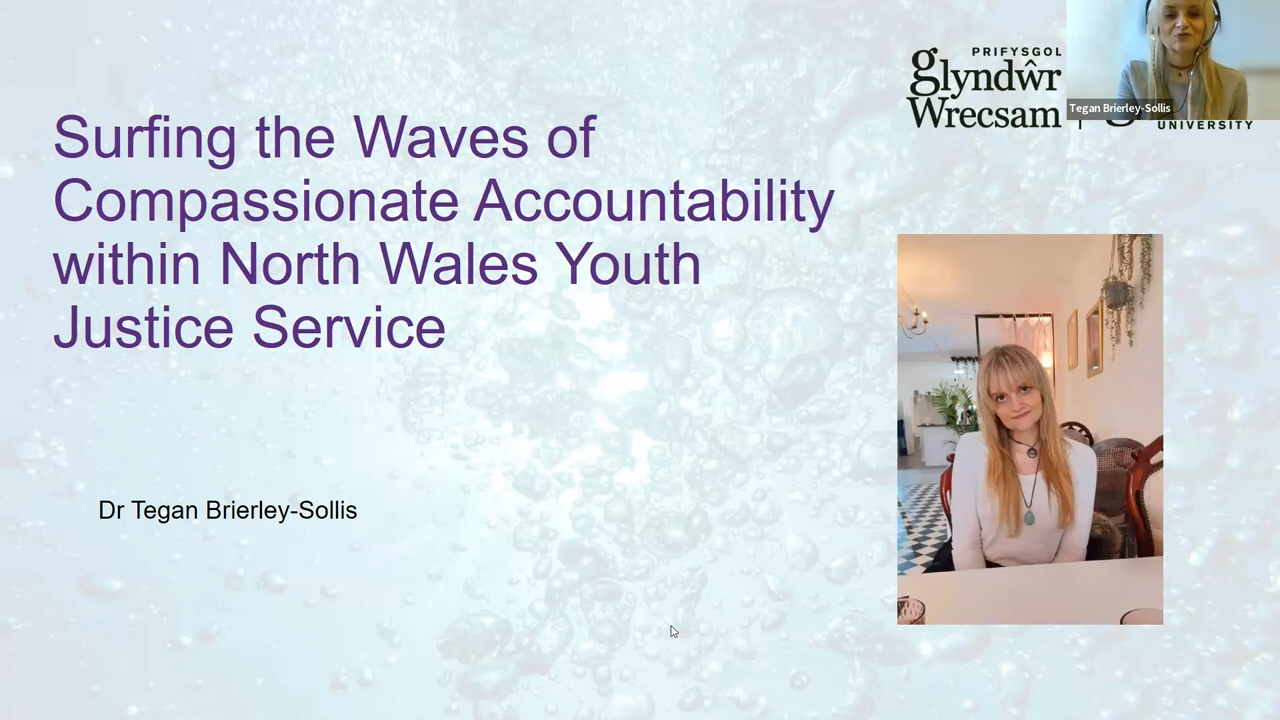 PRIFYSGOL
glyndŵr
Wrecsam
UNIVERSITY
Tegan Brierley-Sollis
Surfing the Waves of
Compassionate Accountability
within North Wales Youth
Justice Service
Dr Tegan Brierley-Sollis